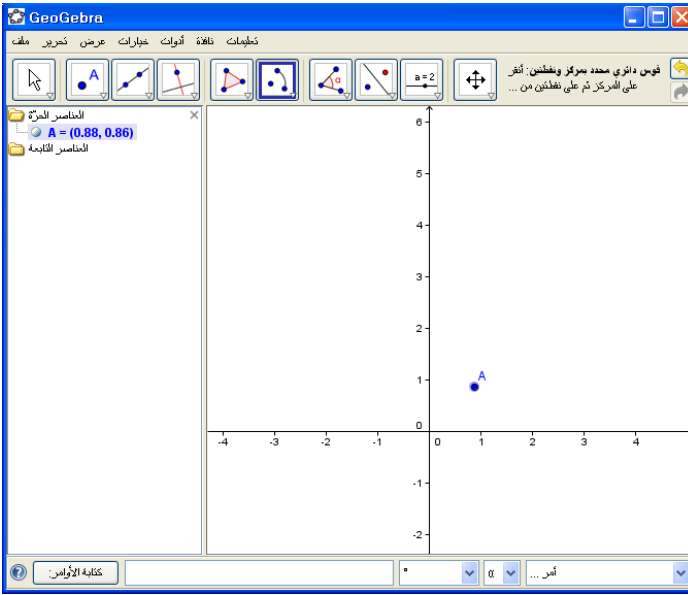 GeoGebra
ملف تحرير عرض خيارات أدوات نافذة تعليمات
A
α
a = 2
قوس دائري محدد بمركز ونقطتين: أنقر
على المركز ثم على نقطتين من ...
العناصر الحرّة
A = (0.88, 0.86)
العناصر التابعة
6
5
4
3
2
1
A
0
-4 -3 -2 -1 0 1 2 3 4
-1
-2
كتابة الأوامر:
° α أمر ...